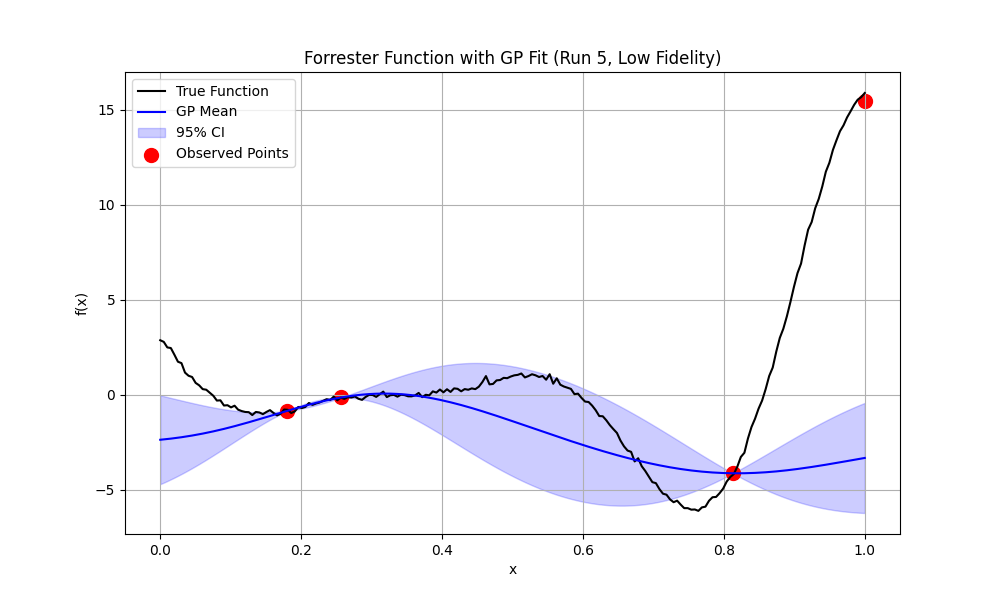 Forrester Function with GP Fit (Run 5, Low Fidelity)
True Function
GP Mean
95% CI
Observed Points
f(x)
15
10
5
0
−5
0.0 0.2 0.4 0.6 0.8 1.0
x